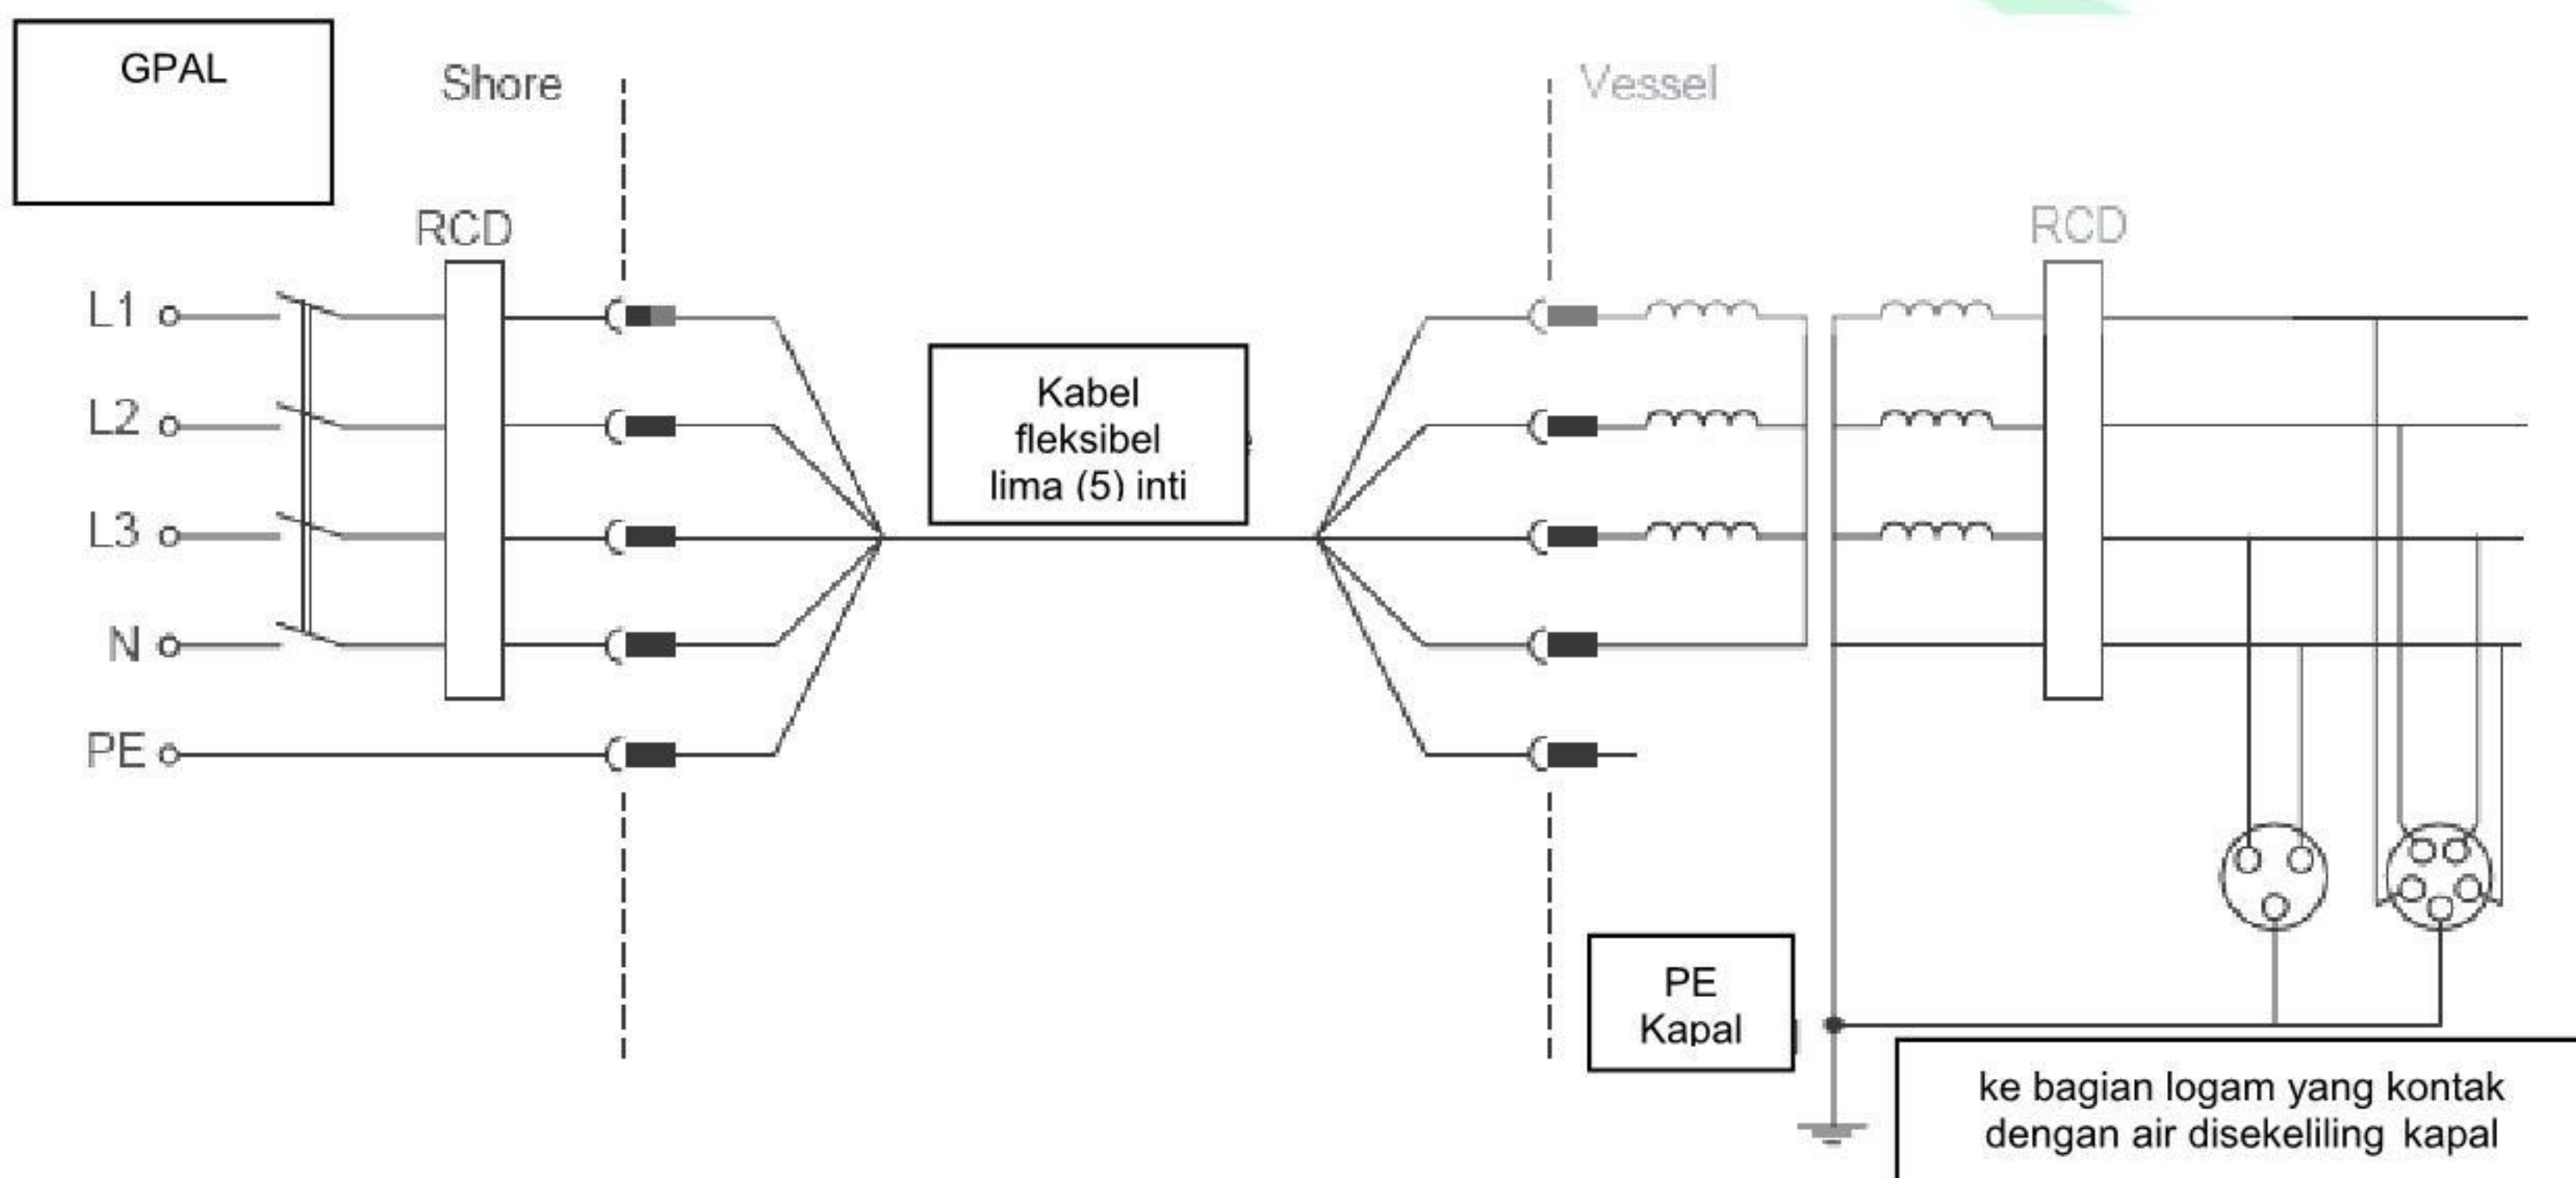 GPAL
Shore
Vessel
RCD
RCD
L1
L2
L3
N
PE
Kabel
fleksibel
lima (5) inti
PE
Kapal
ke bagian logam yang kontak
dengan air disekeliling kapal